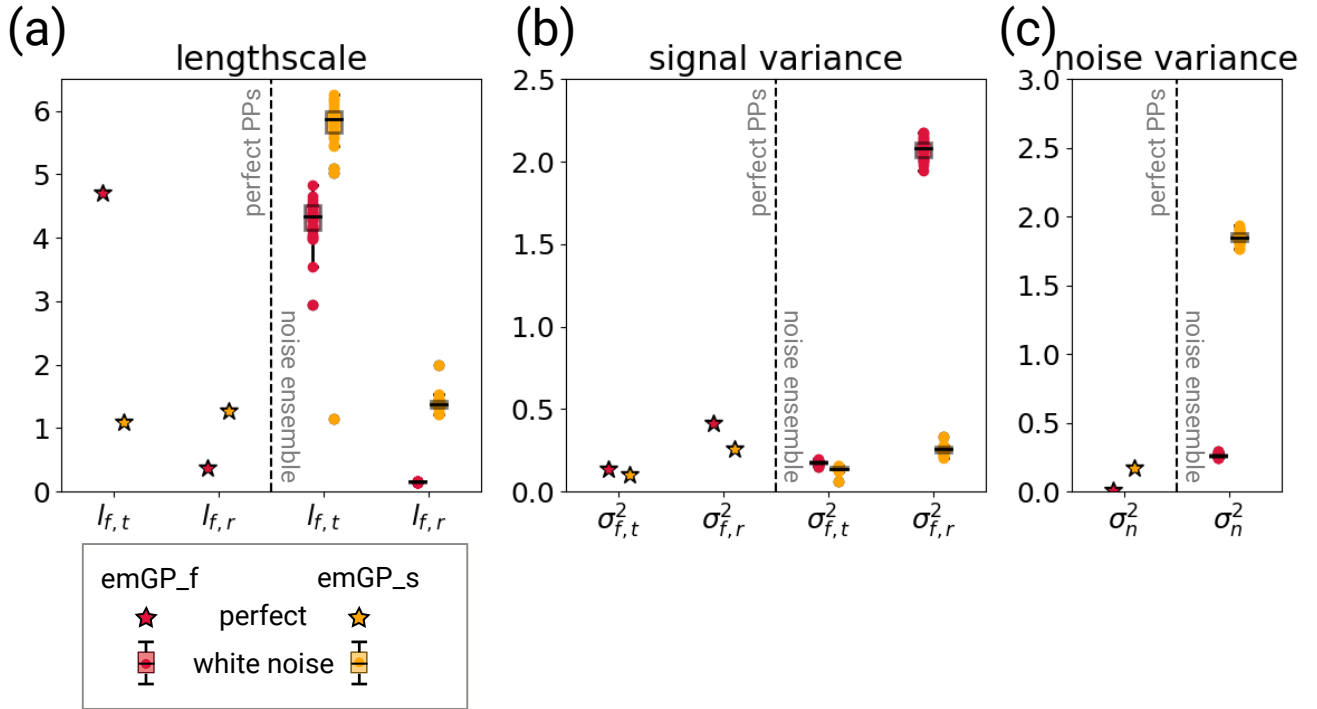 (a)
lengthscale
6
5
4
3
2
1
0
perfect PPs
noise ensemble
l_{f, t}
l_{f, r}
l_{f, t}
l_{f, r}
(b)
signal variance
2.5
2.0
1.5
1.0
0.5
0.0
perfect PPs
noise ensemble
σ²_{f, t}
σ²_{f, r}
σ²_{f, t}
σ²_{f, r}
(c)
noise variance
3.0
2.5
2.0
1.5
1.0
0.5
0.0
perfect PPs
noise ensemble
σ²_n
σ²_n
emGP_f emGP_s
perfect
white noise